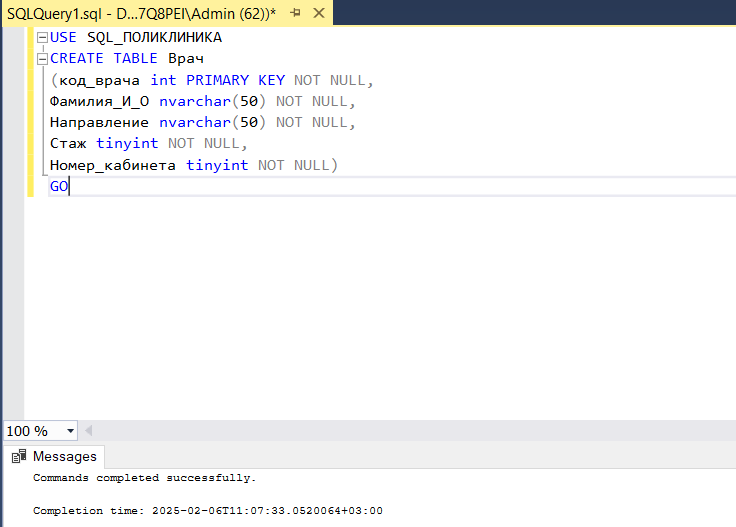 SQLQuery1.sql - D...7Q8PEI\Admin (62))*
USE SQL_ПОЛИКЛИНИКА
CREATE TABLE Врач
(код_врача int PRIMARY KEY NOT NULL,
Фамилия_И_О nvarchar(50) NOT NULL,
Направление nvarchar(50) NOT NULL,
Стаж tinyint NOT NULL,
Номер_кабинета tinyint NOT NULL)
GO
100 %
Messages
Commands completed successfully.
Completion time: 2025-02-06T11:07:33.0520064+03:00